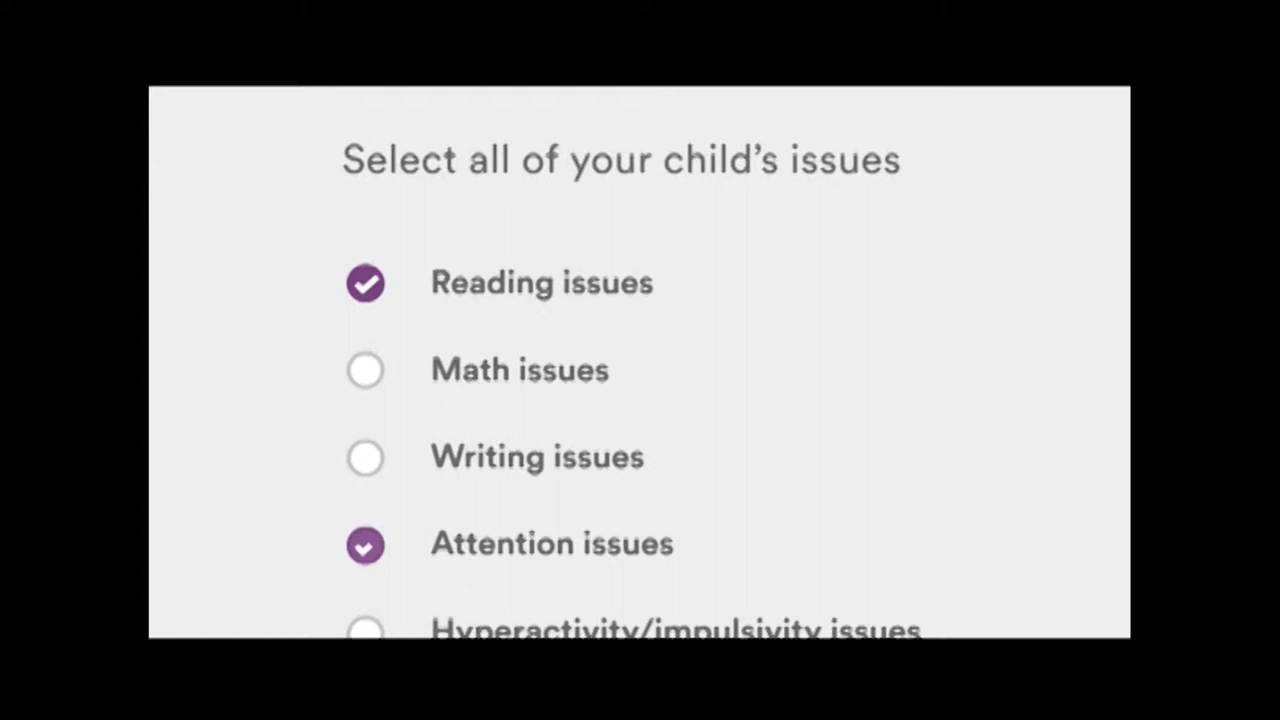 Select all of your child’s issues
Reading issues
Math issues
Writing issues
Attention issues
Hyperactivity/impulsivity issues